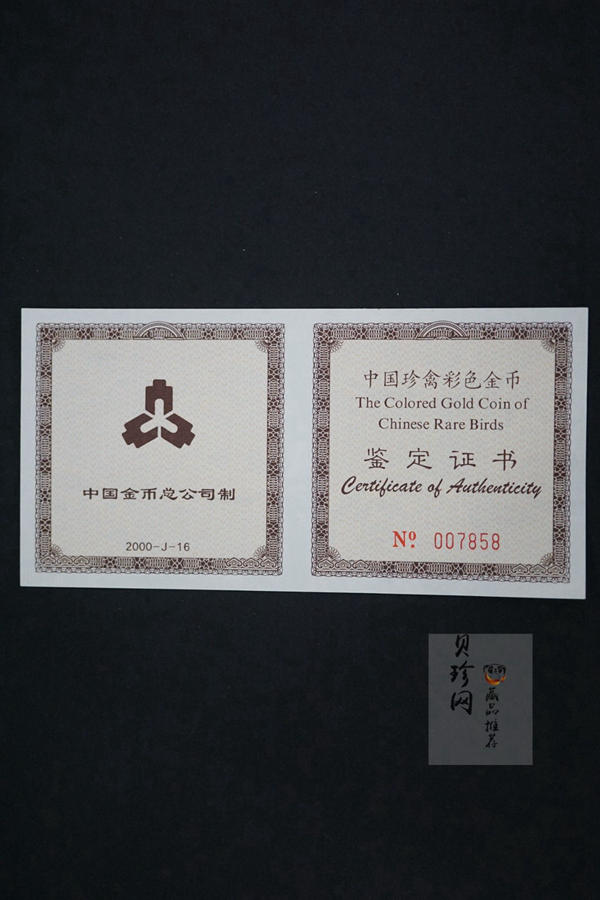 中国金币总公司制
2000-J-16
中国珍禽彩色金币
The Colored Gold Coin of
Chinese Rare Birds
鉴定证书
Certificate of Authenticity
Nº 007858
贝珍网
藏品推荐